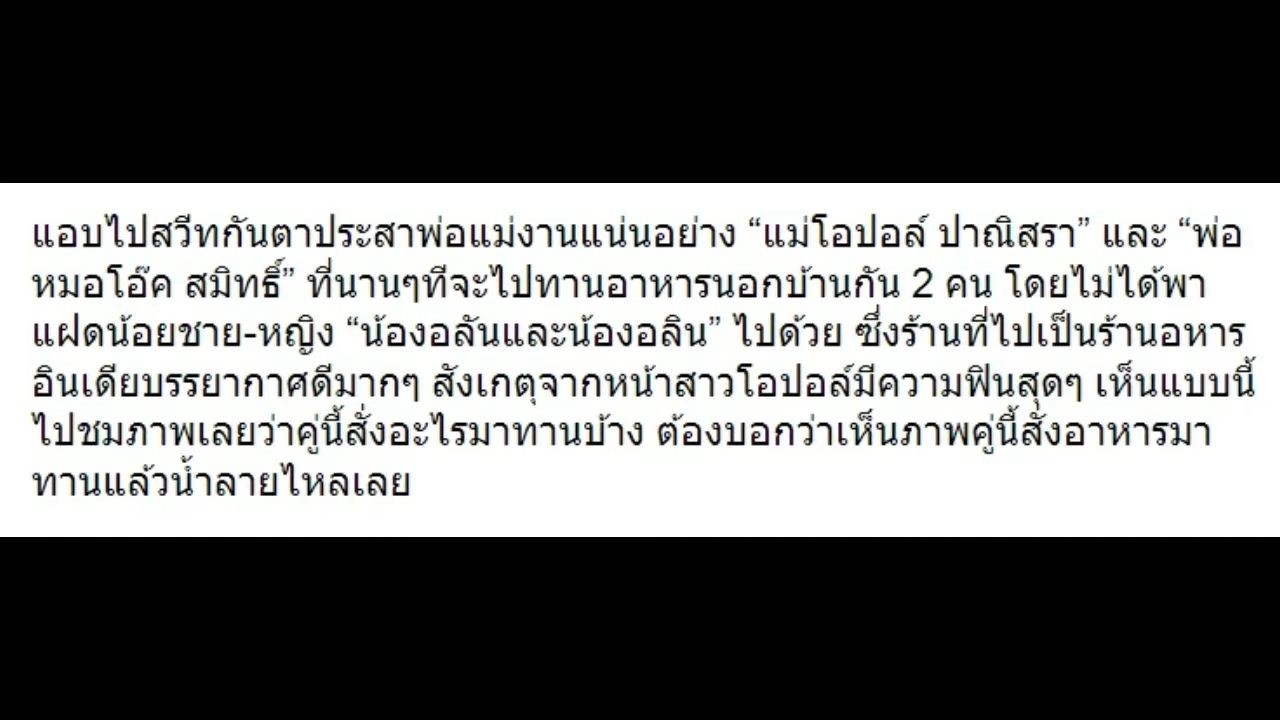 แอบไปสวีทกันตาประสาพ่อแม่งานแน่นอย่าง “แม่โอปอล์ ปาณิสรา” และ “พ่อ
หมอโอ๊ค สมิทธิ์” ที่นานๆทีจะไปทานอาหารนอกบ้านกัน 2 คน โดยไม่ได้พา
แฝดน้อยชาย-หญิง “น้องอลันและน้องอลิน” ไปด้วย ซึ่งร้านที่ไปเป็นร้านอหาร
อินเดียบรรยากาศดีมากๆ สังเกตุจากหน้าสาวโอปอล์มีความฟินสุดๆ เห็นแบบนี้
ไปชมภาพเลยว่าคู่นี้สั่งอะไรมาทานบ้าง ต้องบอกว่าเห็นภาพคู่นี้สั่งอาหารมา
ทานแล้วน้ำลายไหลเลย